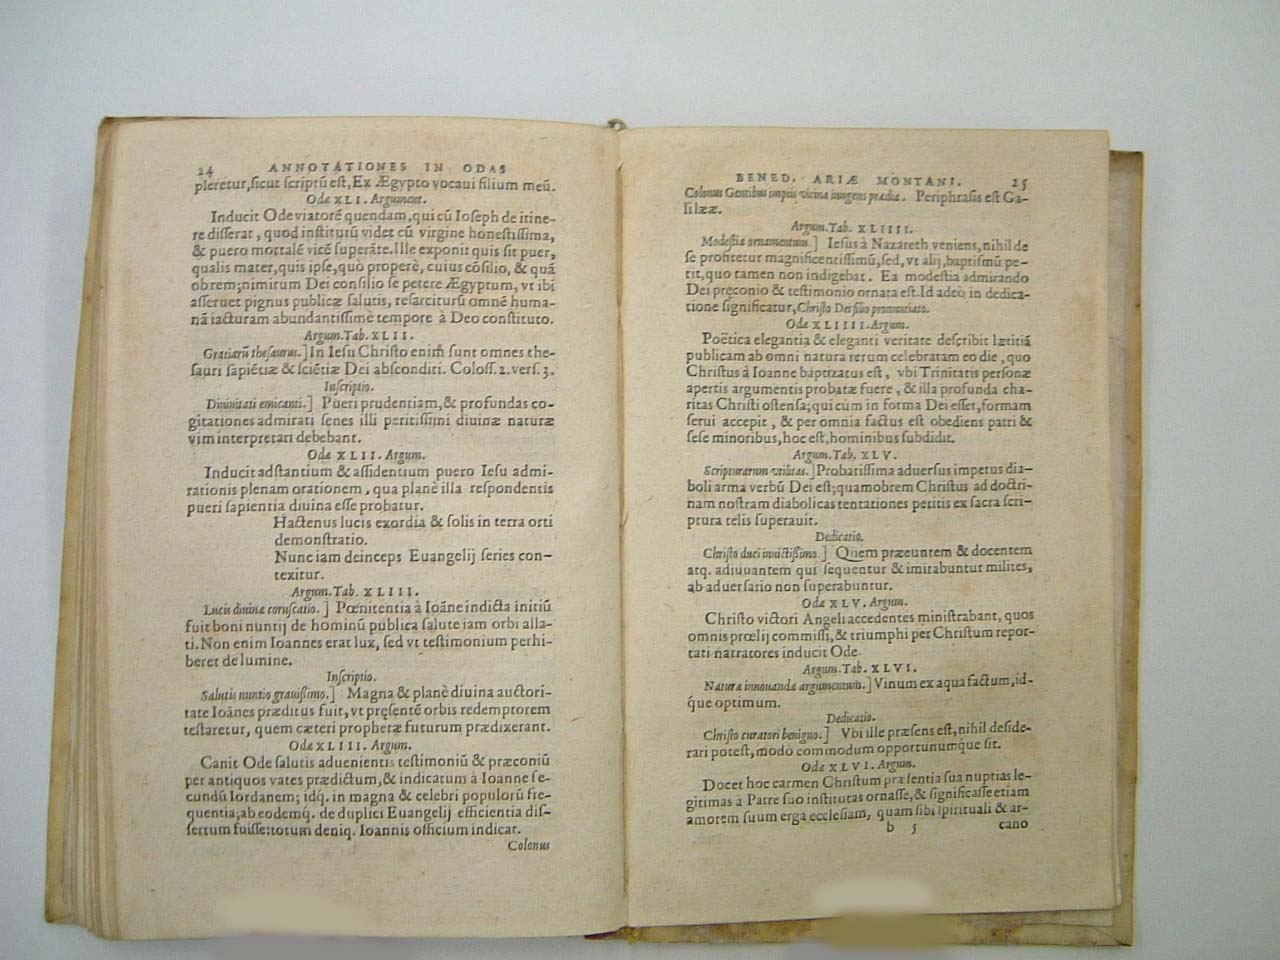 24 ANNOTATIONES IN ODAS
pleretur, sicut scriptũ est, Ex Ægypto vocaui filium meũ.
Oda XLI. Argument.
Inducit Ode viatorẽ quendam, qui cũ Ioseph de itine-
re disserat, quod institutũ videt cũ virgine honestissima,
& puero mortalẽ vicẽ superãte. Ille exponit quis sit puer,
qualis mater, quis ipse, quò properè, cuius cõsilio, & quã
ob rem; nimirum Dei consilio se petere Ægyptum, vt ibi
asseruet pignus publicæ salutis, resarciturũ omnẽ huma-
nã iacturam abundantissimè tempore à Deo constituto.
Argum. Tab. XLII.
Gratiarũ thesaurus.] In Iesu Christo enim̃ sunt omnes the-
sauri sapiẽtiæ & sciẽtiæ Dei absconditi. Coloss. 2. vers. 3.
Inscriptio.
Diuinitati emicanti.] Pueri prudentiam, & profundas co-
gitationes admirati senes illi peritissimi diuinæ naturæ
vim interpretari debebant.
Oda XLII. Argum.
Inducit adstantium & assidentium puero Iesu admi-
rationis plenam orationem, qua planè illa respondentis
pueri sapientia diuina esse probatur.
Hactenus lucis exordia & solis in terra orti
demonstratio.
Nunc iam deinceps Euangelij series con-
texitur.
Argum. Tab. XLIII.
Lucis diuinæ coruscatio.] Pœnitentia à Ioãne indicta initiũ
fuit boni nuntij de hominũ publica salute iam orbi alla-
ti. Non enim Ioannes erat lux, sed vt testimonium perhi-
beret de lumine.
Inscriptio.
Salutis nuntio grauissimo.] Magna & planè diuina auctori-
tate Ioãnes præditus fuit, vt pręsentẽ orbis redemptorem
testaretur, quem cæteri prophetæ futurum prædixerant.
Oda XLIII. Argum.
Canit Ode salutis aduenientis testimoniũ & præconiũ
per antiquos vates prædictum, & indicatum à Ioanne se-
cundũ Iordanem; idq. in magna & celebri populorũ fre-
quentia; ab eodemq. de duplici Euangelij efficientia dis-
sertum fuisse: totum deniq. Ioannis officium indicat.
Colonus
BENED. ARIÆ MONTANI. 25
Colonus Gentibus impiis vicina iungens prædia. Periphrasis est Ga-
lilææ.
Argum. Tab. XLIIII.
Modestiæ ornamentum.] Iesus à Nazareth veniens, nihil de
se profitetur magnificentissimũ, sed, vt alij, baptismũ pe-
tit, quo tamen non indigebat. Ea modestia admirando
Dei pręconio & testimonio ornata est. Id adeò in dedica-
tione significatur, Christo Dei filio pronuntiato.
Oda XLIIII. Argum.
Poëtica elegantia & eleganti veritate describit lætitiã
publicam ab omni natura rerum celebratam eo die, quo
Christus à Ioanne baptizatus est, vbi Trinitatis personæ
apertis argumentis probatæ fuere, & illa profunda cha-
ritas Christi ostensa; qui cùm in forma Dei esset, formam
serui accepit, & per omnia factus est obediens patri &
sese minoribus, hoc est, hominibus subdidit.
Argum. Tab. XLV.
Scripturarum vtilitas.] Probatissima aduersus impetus dia-
boli arma verbũ Dei est; quamobrem Christus ad doctri-
nam nostram diabolicas tentationes petitis ex sacra scri-
ptura telis superauit.
Dedicatio.
Christo duci inuictissimo.] Quem præeuntem & docentem
atq. adiuuantem qui sequentur & imitabuntur milites,
ab aduersario non superabuntur.
Oda XLV. Argum.
Christo victori Angeli accedentes ministrabant, quos
omnis prœlij commissi, & triumphi per Christum repor-
tati narratores inducit Ode.
Argum. Tab. XLVI.
Naturæ innouandæ argumentum.] Vinum ex aqua factum, id-
que optimum.
Dedicatio.
Christo curatori benigno.] Vbi ille præsens est, nihil deside-
rari potest, modò commodum opportunumque sit.
Oda XLVI. Argum.
Docet hoc carmen Christum præsentia sua nuptias le-
gitimas à Patre suo institutas ornasse, & significasse etiam
amorem suum erga ecclesiam, quam sibi spirituali & ar-
b 5 cano